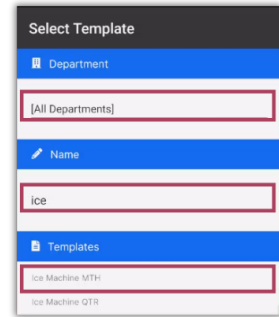 Select Template
Department
[All Departments]
Name
ice
Templates
Ice Machine MTH
Ice Machine QTR